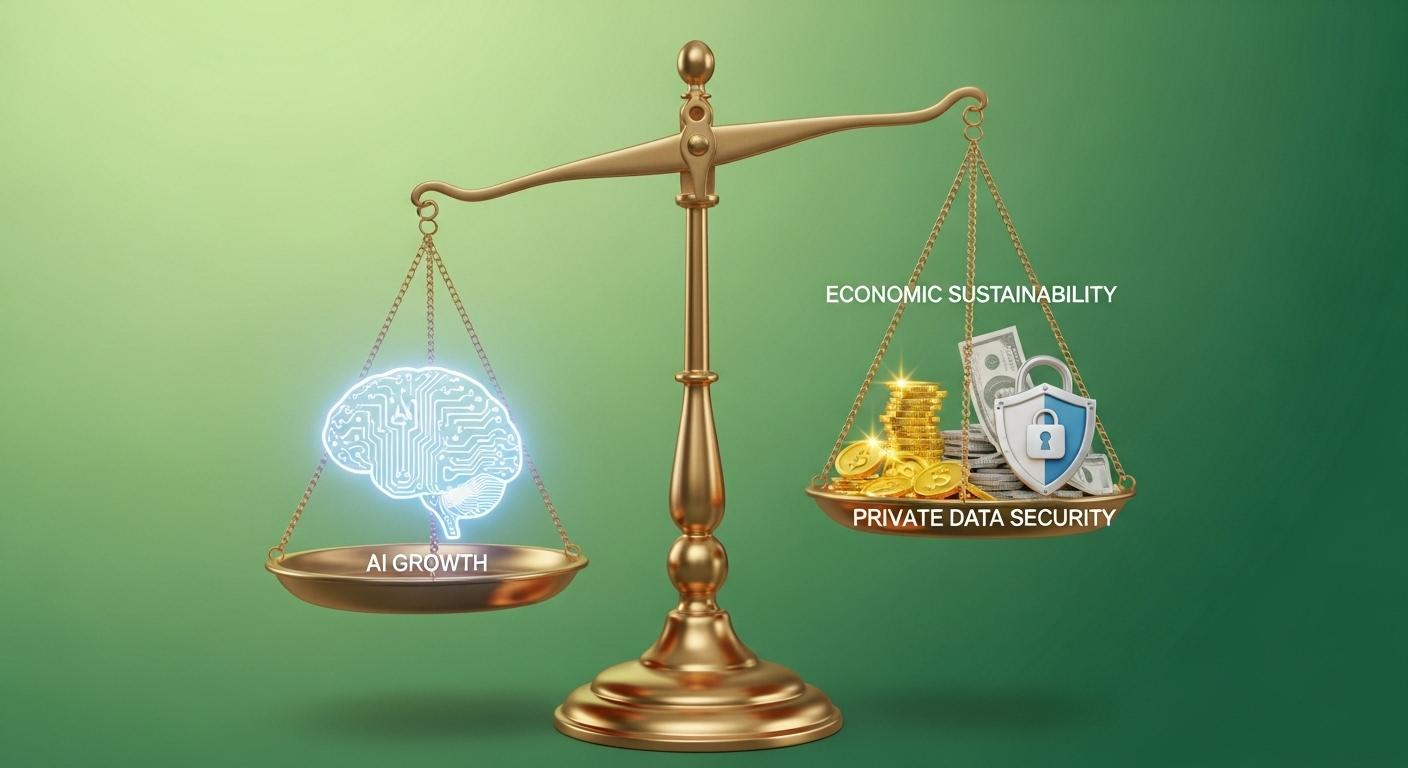 ECONOMIC SUSTAINABILITY
PRIVATE DATA SECURITY
AI GROWTH